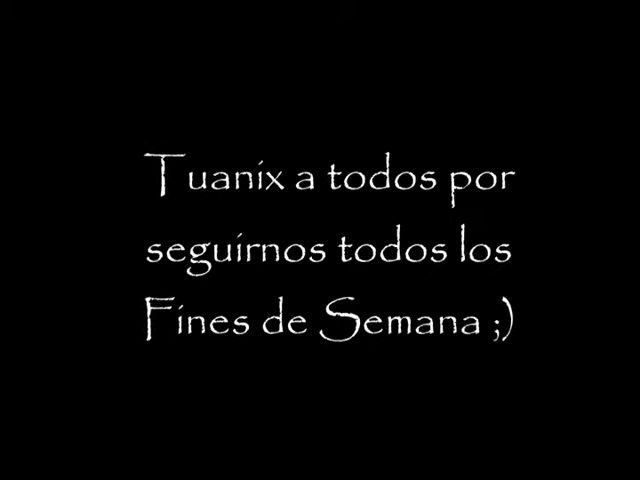 Tuanix a todos por
seguirnos todos los
Fines de Semana ;)